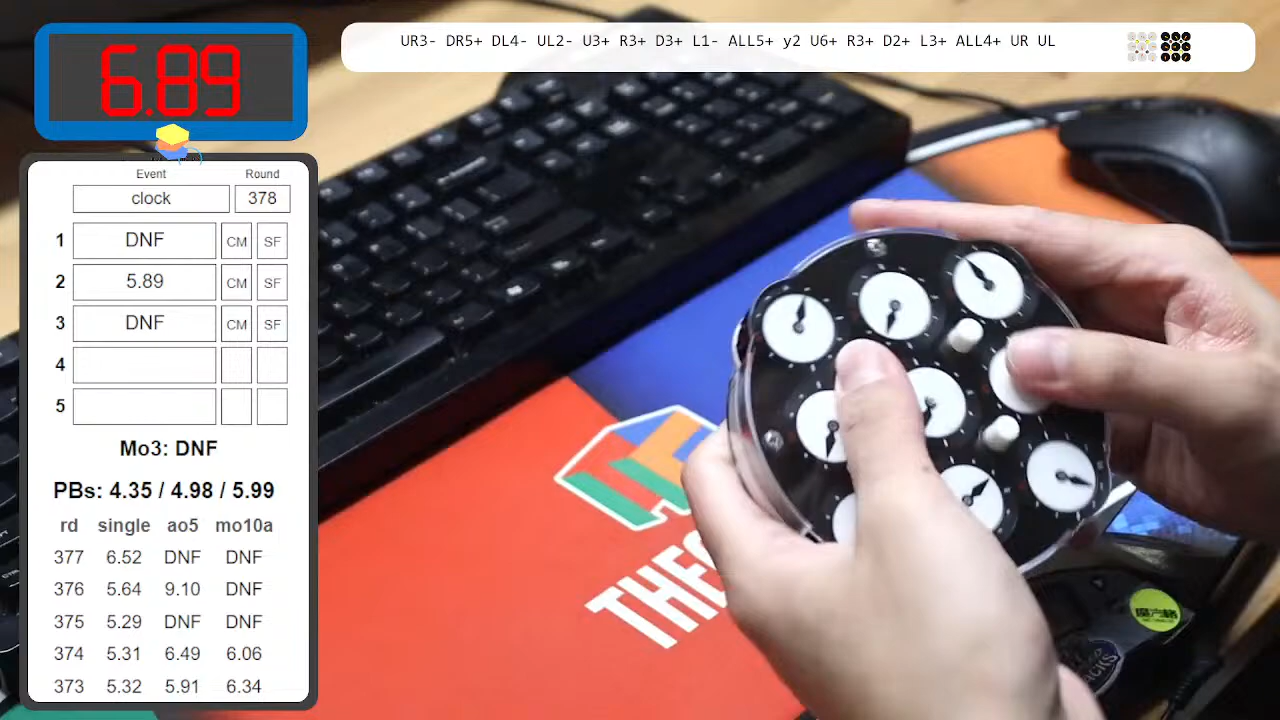 6.89
UR3- DR5+ DL4- UL2- U3+ R3+ D3+ L1- ALL5+ y2 U6+ R3+ D2+ L3+ ALL4+ UR UL
Event Round
clock 378
1 DNF CM SF
2 5.89 CM SF
3 DNF CM SF
4
5
Mo3: DNF
PBs: 4.35 / 4.98 / 5.99
rd single ao5 mo10a
377 6.52 DNF DNF
376 5.64 9.10 DNF
375 5.29 DNF DNF
374 5.31 6.49 6.06
373 5.32 5.91 6.34